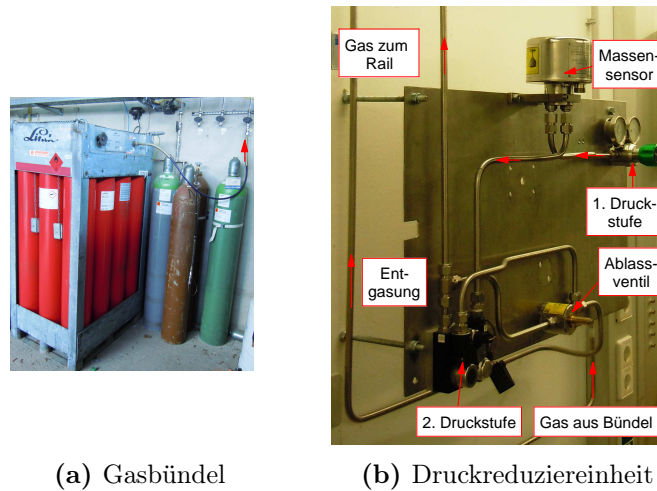 Linde
Gas zum
Rail
Massen-
sensor
1. Druck-
stufe
Ent-
gasung
Ablass-
ventil
2. Druckstufe
Gas aus Bündel
(a) Gasbündel
(b) Druckreduziereinheit